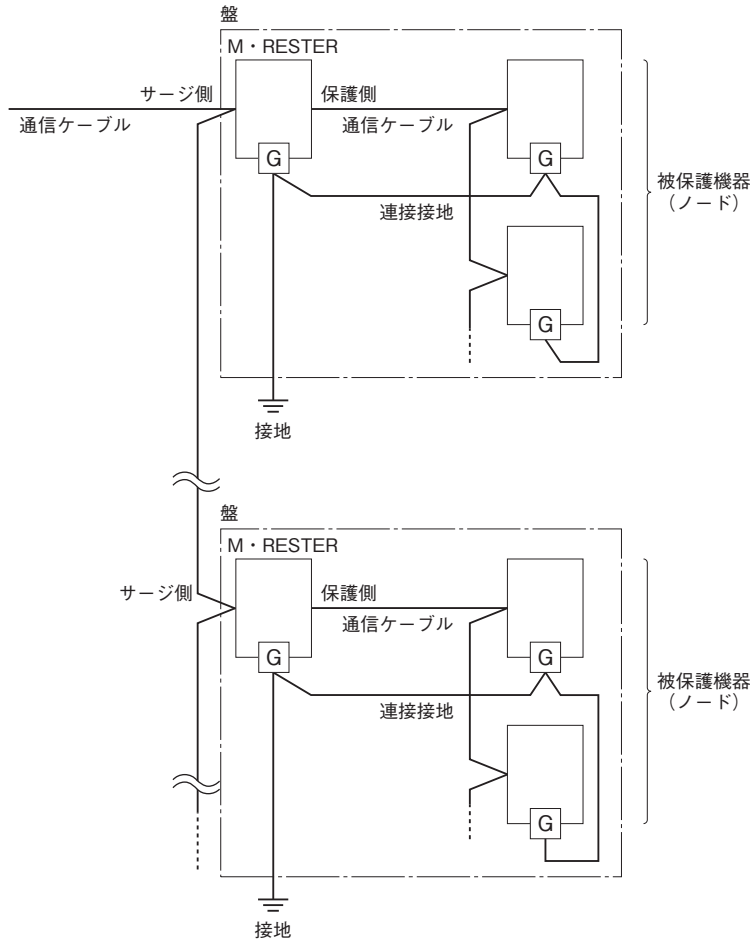 盤
M・RESTER
サージ側
保護側
通信ケーブル
通信ケーブル
G
G
連接接地
被保護機器
（ノード）
G
接地
盤
M・RESTER
サージ側
保護側
通信ケーブル
G
G
連接接地
被保護機器
（ノード）
G
接地